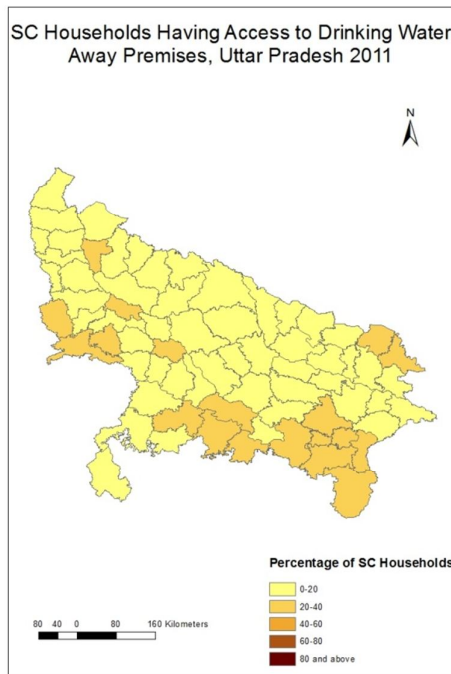 SC Households Having Access to Drinking Water
Away Premises, Uttar Pradesh 2011
N
Percentage of SC Households
0-20
20-40
40-60
60-80
80 and above
80 40 0 80 160 Kilometers